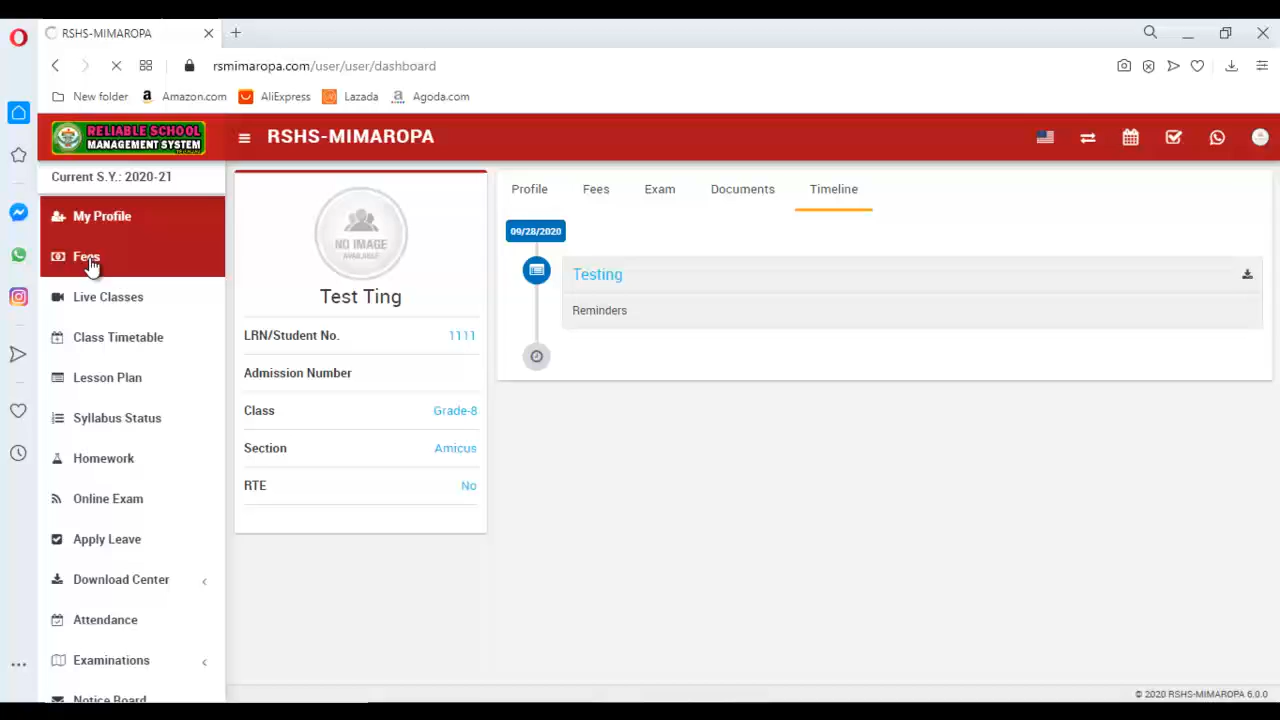 RSHS-MIMAROPA
rsmimaropa.com/user/user/dashboard
New folder
Amazon.com
AliExpress
Lazada
Agoda.com
RELIABLE SCHOOL
MANAGEMENT SYSTEM
RSHS-MIMAROPA
Current S.Y.: 2020-21
My Profile
Fees
Live Classes
Class Timetable
Lesson Plan
Syllabus Status
Homework
Online Exam
Apply Leave
Download Center
Attendance
Examinations
Notice Board
NO IMAGE
AVAILABLE
Test Ting
LRN/Student No. 1111
Admission Number
Class Grade-8
Section Amicus
RTE No
Profile Fees Exam Documents Timeline
09/28/2020
Testing
Reminders
© 2020 RSHS-MIMAROPA 6.0.0